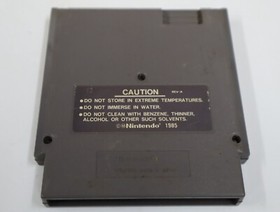 CAUTION
•DO NOT STORE IN EXTREME TEMPERATURES.
•DO NOT IMMERSE IN WATER.
•DO NOT CLEAN WITH BENZENE, THINNER,
ALCOHOL OR OTHER SUCH SOLVENTS.
©®Nintendo® 1985